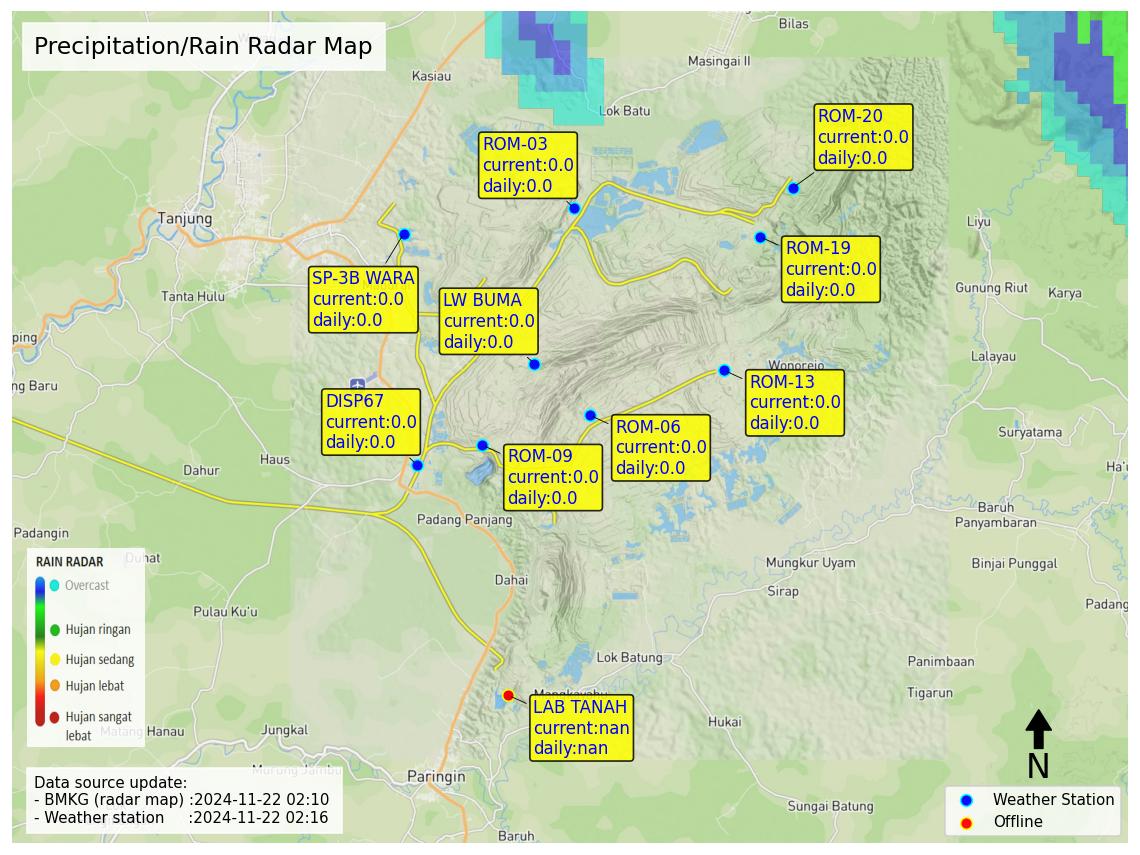 Precipitation/Rain Radar Map
Bilas
Masingai II
Kasiau
Lok Batu
ROM-20
current:0.0
daily:0.0
ROM-03
current:0.0
daily:0.0
Tanjung
Liyu
ROM-19
current:0.0
daily:0.0
SP-3B WARA
current:0.0
daily:0.0
Tanta Hulu
LW BUMA
current:0.0
daily:0.0
Gunung Riut
Karya
ping
Lalayau
ng Baru
Wonorejo
ROM-13
current:0.0
daily:0.0
DISP67
current:0.0
daily:0.0
ROM-06
current:0.0
daily:0.0
Suryatama
ROM-09
current:0.0
daily:0.0
Haus
Dahur
Ha'u
Baruh
Panyambaran
Padang Panjang
Padangin
Duhat
Mungkur Uyam
Binjai Punggal
Dahai
Sirap
Padang
Pulau Ku'u
RAIN RADAR
Overcast
Hujan ringan
Hujan sedang
Hujan lebat
Hujan sangat
lebat
Lok Batung
Panimbaan
Tigarun
Mangkayahu
LAB TANAH
current:nan
daily:nan
Hukai
Matang Hanau
Jungkal
Murung Jambu
Paringin
N
Data source update:
- BMKG (radar map) :2024-11-22 02:10
- Weather station :2024-11-22 02:16
Sungai Batung
Baruh
Weather Station
Offline